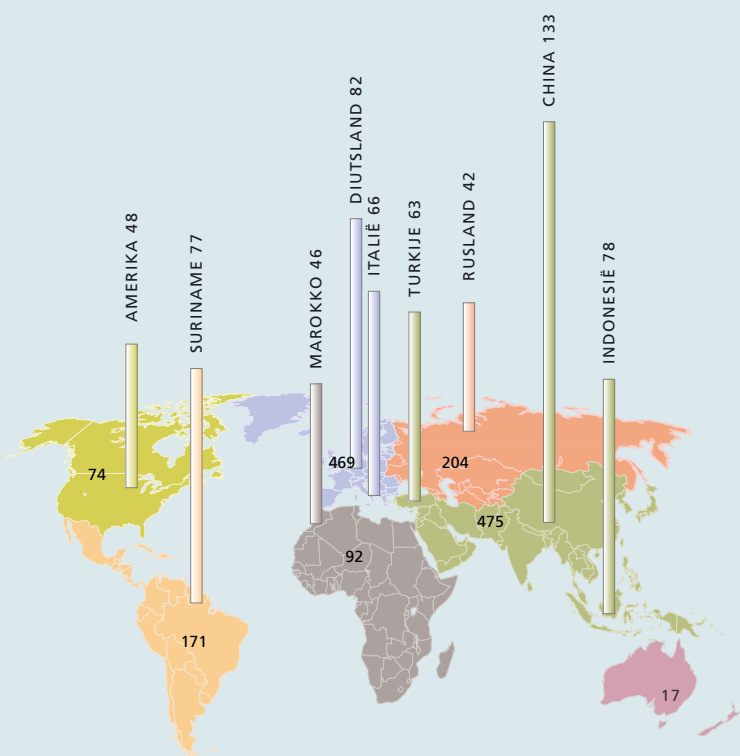 AMERIKA 48
SURINAME 77
MAROKKO 46
DIUTSLAND 82
ITALIË 66
TURKIJE 63
RUSLAND 42
CHINA 133
INDONESIË 78
74
469
204
475
92
171
17